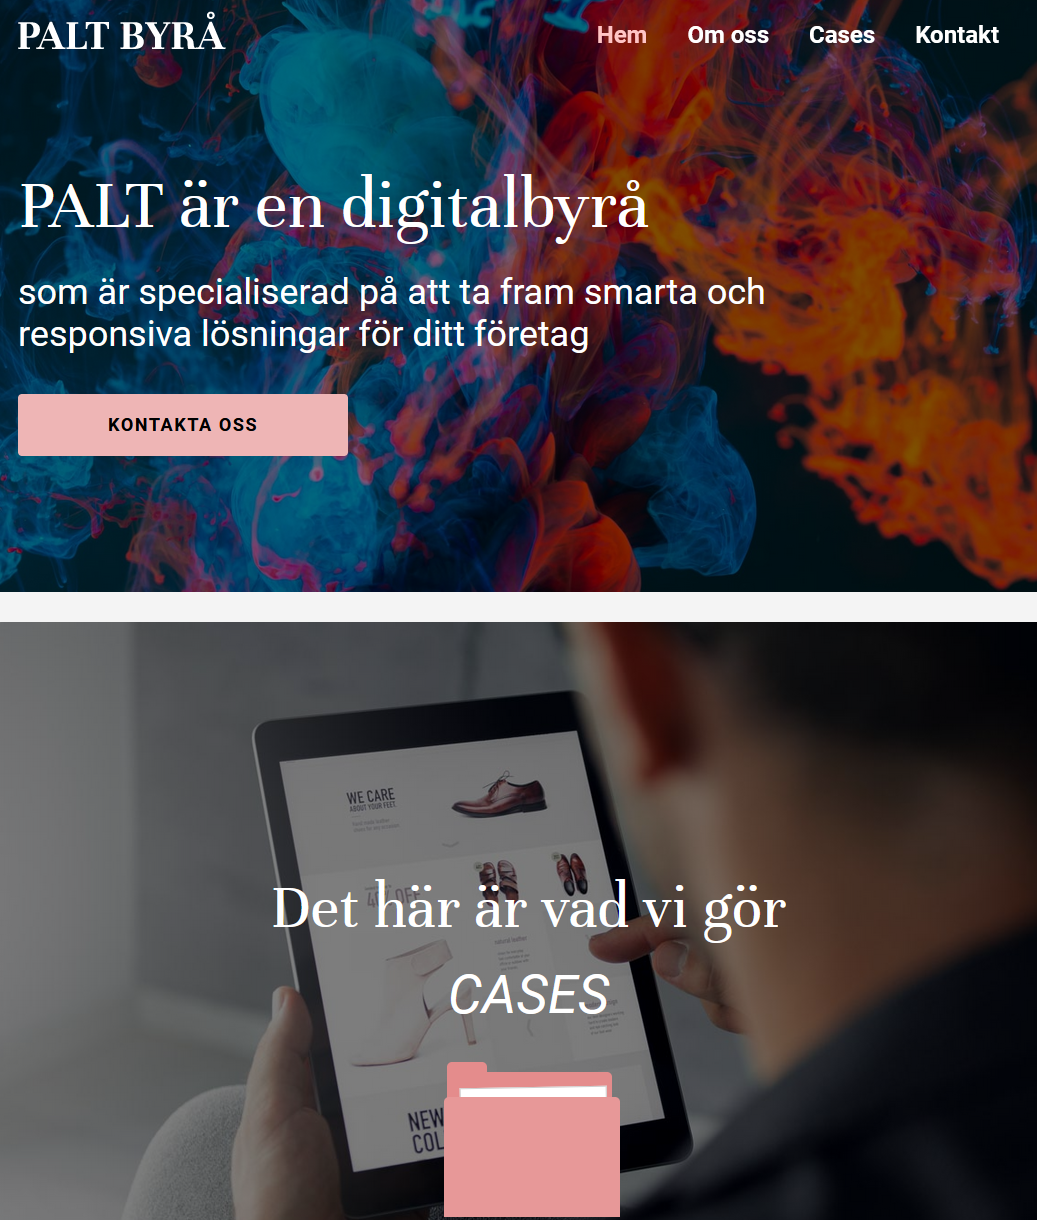 PALT BYRÅ
Hem Om oss Cases Kontakt
PALT är en digitalbyrå
som är specialiserad på att ta fram smarta och
responsiva lösningar för ditt företag
KONTAKTA OSS
WE CARE
ABOUT YOUR FEET.
40% OFF
Det här är vad vi gör
CASES
NEW
COL